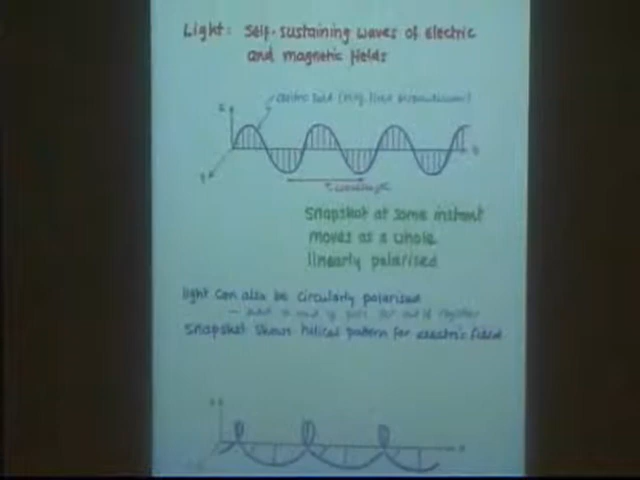 Light: Self-sustaining waves of electric
and magnetic fields
electric field
wavelength
Snapshot at some instant
moves as a whole
linearly polarised
light can also be circularly polarised
Snapshot shows helical pattern for electric field